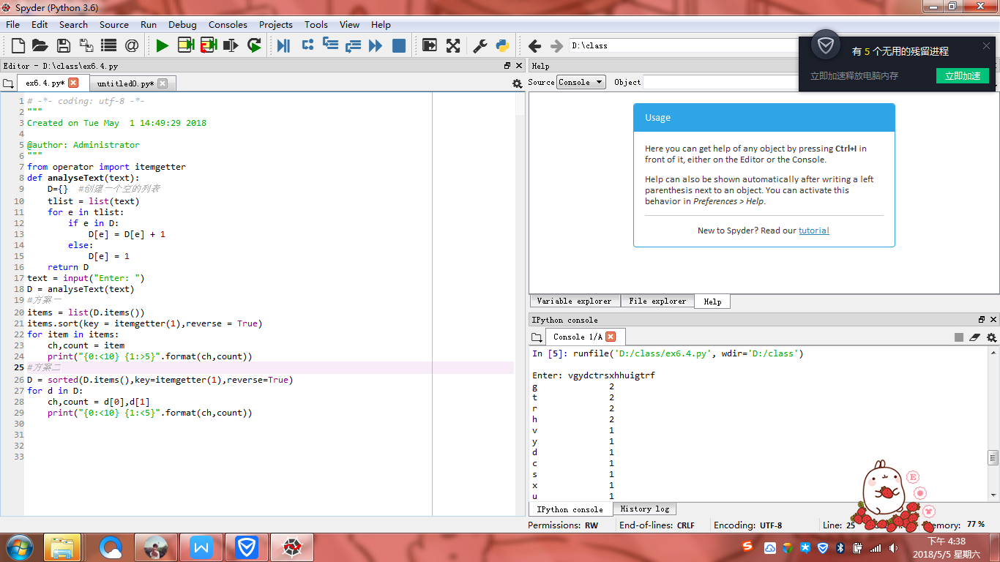 Spyder (Python 3.6)
File Edit Search Source Run Debug Consoles Projects Tools View Help
D:\class
有 5 个无用的残留进程
立即加速释放电脑内存 立即加速
Editor - D:\class\ex6.4.py
Help
ex6.4.py* untitled0.py*
Source Console Object
1 # -*- coding: utf-8 -*-
2 """
3 Created on Tue May  1 14:49:29 2018
4
5 @author: Administrator
6 """
7 from operator import itemgetter
8 def analyseText(text):
9     D={}  #创建一个空的列表
10     tlist = list(text)
11     for e in tlist:
12         if e in D:
13             D[e] = D[e] + 1
14         else:
15             D[e] = 1
16     return D
17 text = input("Enter: ")
18 D = analyseText(text)
19 #方案一
20 items = list(D.items())
21 items.sort(key = itemgetter(1),reverse = True)
22 for item in items:
23     ch,count = item
24     print("{0:<10} {1:>5}".format(ch,count))
25 #方案二
26 D = sorted(D.items(),key=itemgetter(1),reverse=True)
27 for d in D:
28     ch,count = d[0],d[1]
29     print("{0:<10} {1:<5}".format(ch,count))
30
31
32
33
Usage
Here you can get help of any object by pressing Ctrl+I in
front of it, either on the Editor or the Console.
Help can also be shown automatically after writing a left
parenthesis next to an object. You can activate this
behavior in Preferences > Help.
New to Spyder? Read our tutorial
Variable explorer File explorer Help
IPython console
Console 1/A
In [5]: runfile('D:/class/ex6.4.py', wdir='D:/class')
Enter: vgydctrsxhhuigtrf
g 2
t 2
r 2
h 2
v 1
y 1
d 1
c 1
s 1
x 1
u 1
E
IPython console History log
Permissions: RW End-of-lines: CRLF Encoding: UTF-8 Line: 25 Memory: 77 %
下午 4:38
2018/5/5 星期六